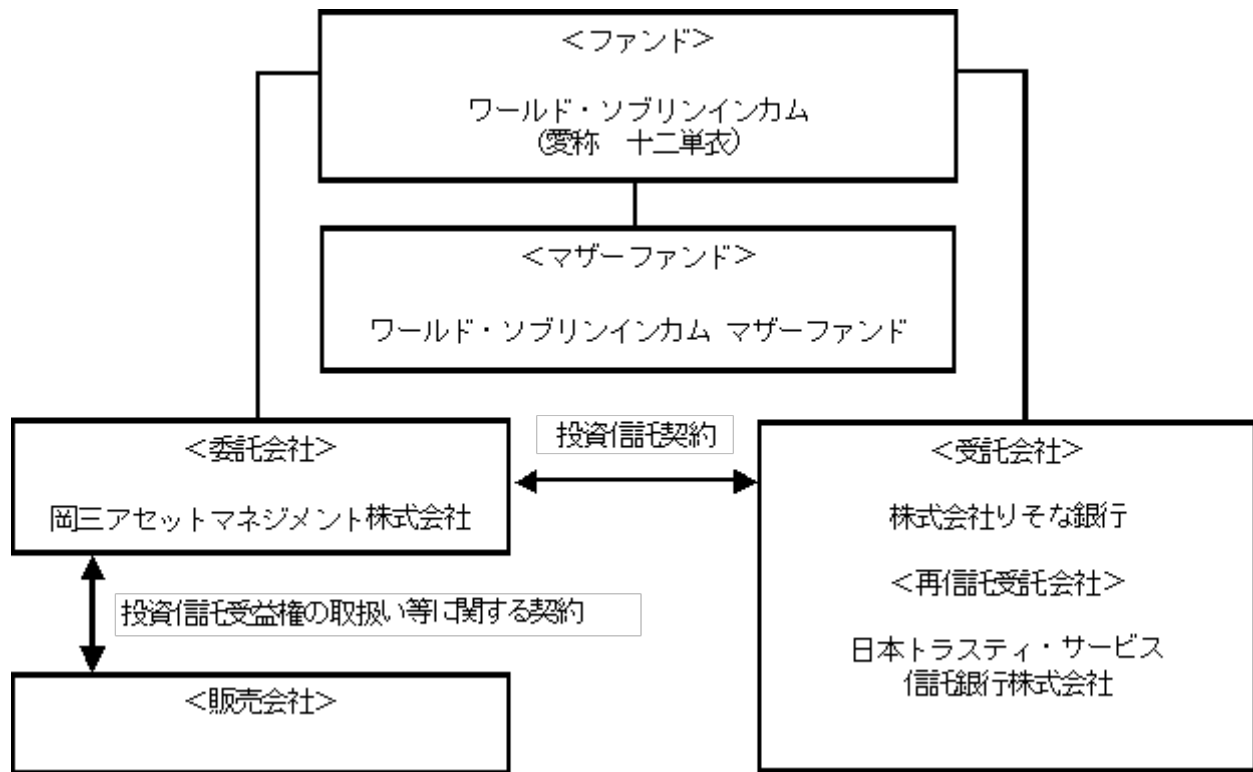 ＜ファンド＞
ワールド・ソブリンインカム
（愛称　十二単衣）
＜マザーファンド＞
ワールド・ソブリンインカム マザーファンド
＜委託会社＞
岡三アセットマネジメント株式会社
投資信託契約
＜受託会社＞
株式会社りそな銀行
＜再信託受託会社＞
日本トラスティ・サービス
信託銀行株式会社
投資信託受益権の取扱い等に関する契約
＜販売会社＞